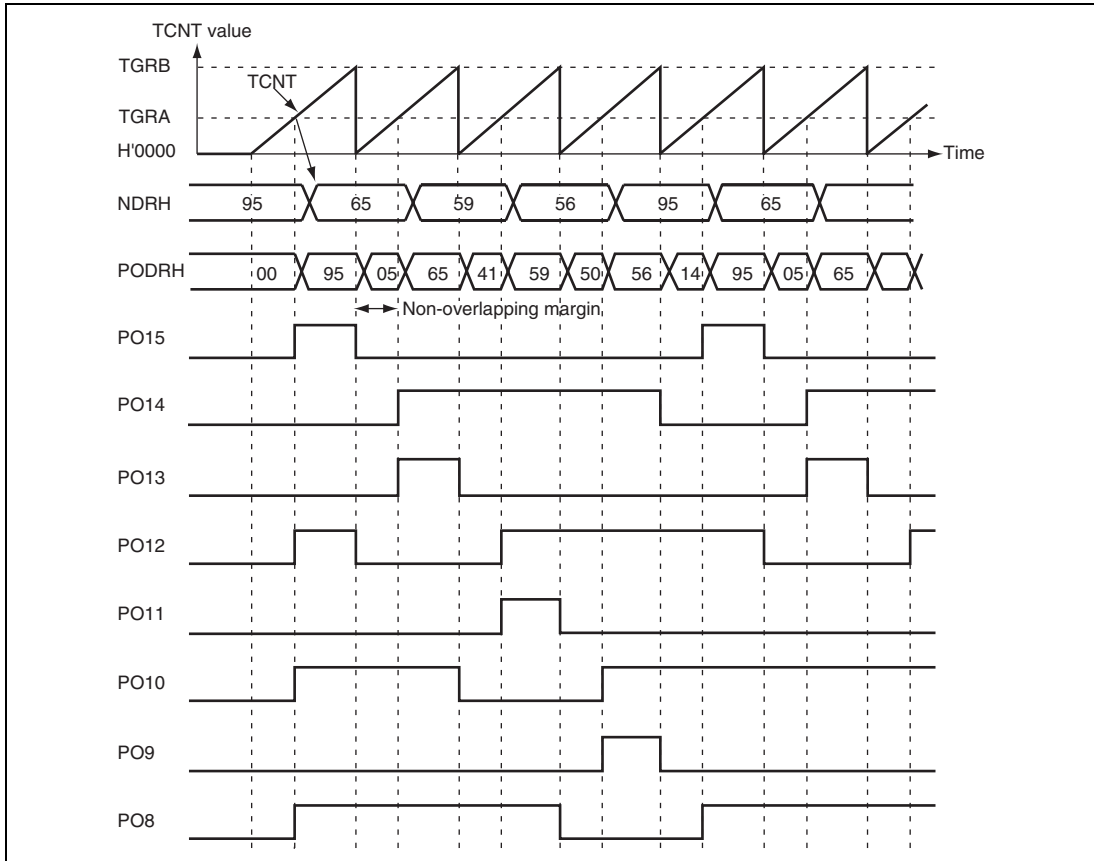 TCNT value
TGRB
TCNT
TGRA
H'0000
Time
NDRH 95 65 59 56 95 65
PODRH 00 95 05 65 41 59 50 56 14 95 05 65
Non-overlapping margin
PO15
PO14
PO13
PO12
PO11
PO10
PO9
PO8